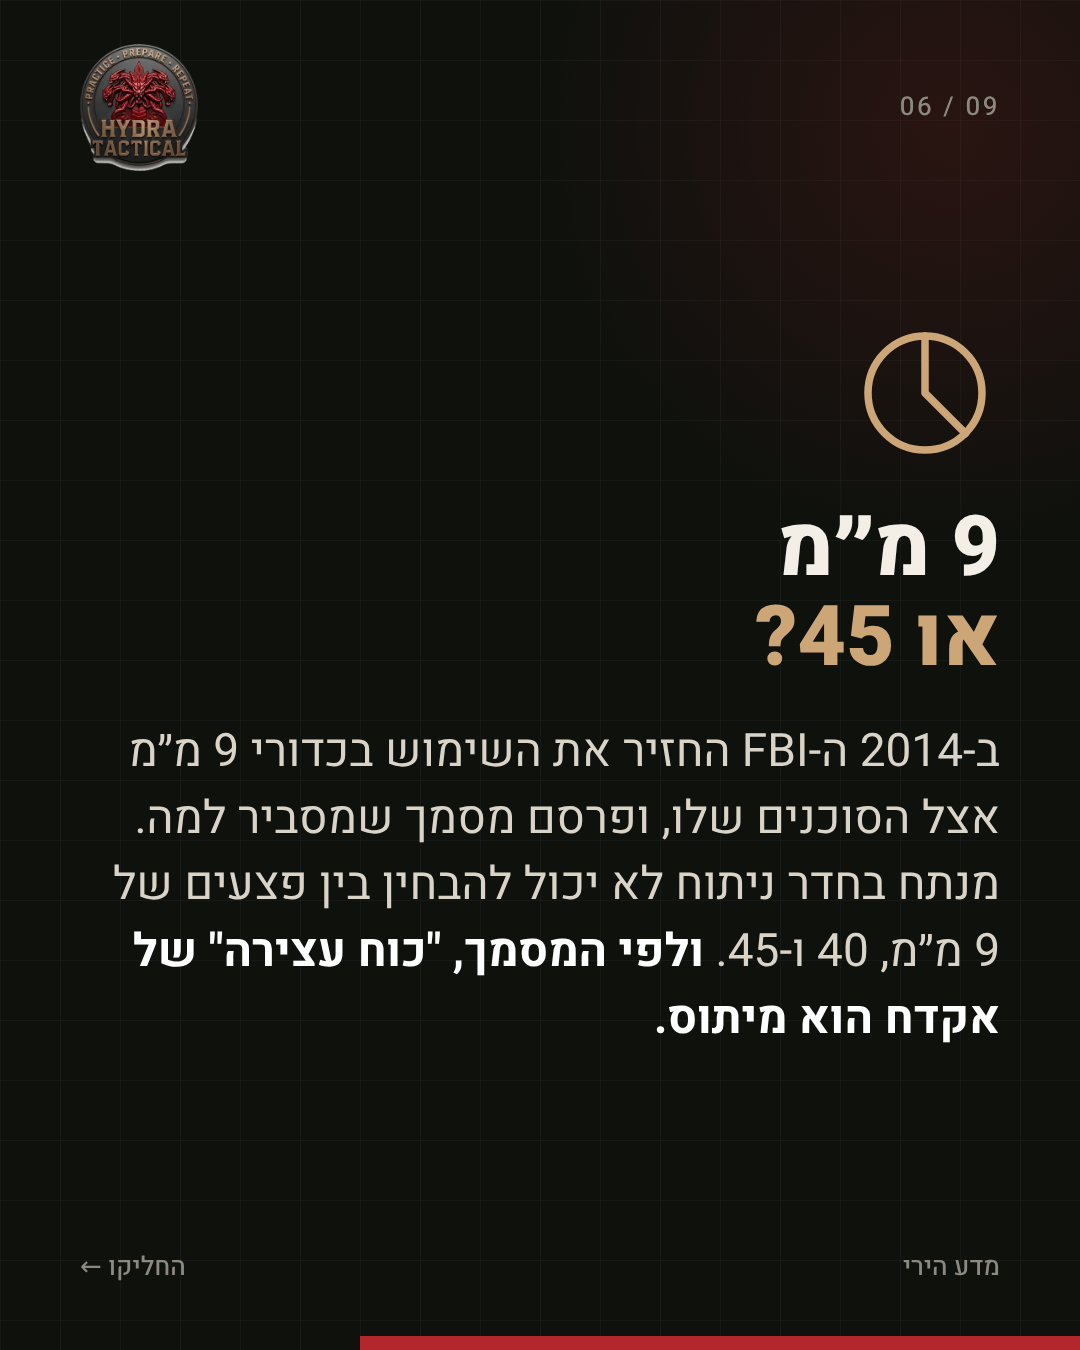 PRACTICE · PREPARE · REPEAT
HYDRA
TACTICAL
06 / 09
9 מ״מ
או 45?
ב-2014 ה-FBI החזיר את השימוש בכדורי 9 מ״מ
אצל הסוכנים שלו, ופרסם מסמך שמסביר למה.
מנתח בחדר ניתוח לא יכול להבחין בין פצעים של
9 מ״מ, 40 ו-45. ולפי המסמך, "כוח עצירה" של
אקדח הוא מיתוס.
מדע הירי
החליקו ←